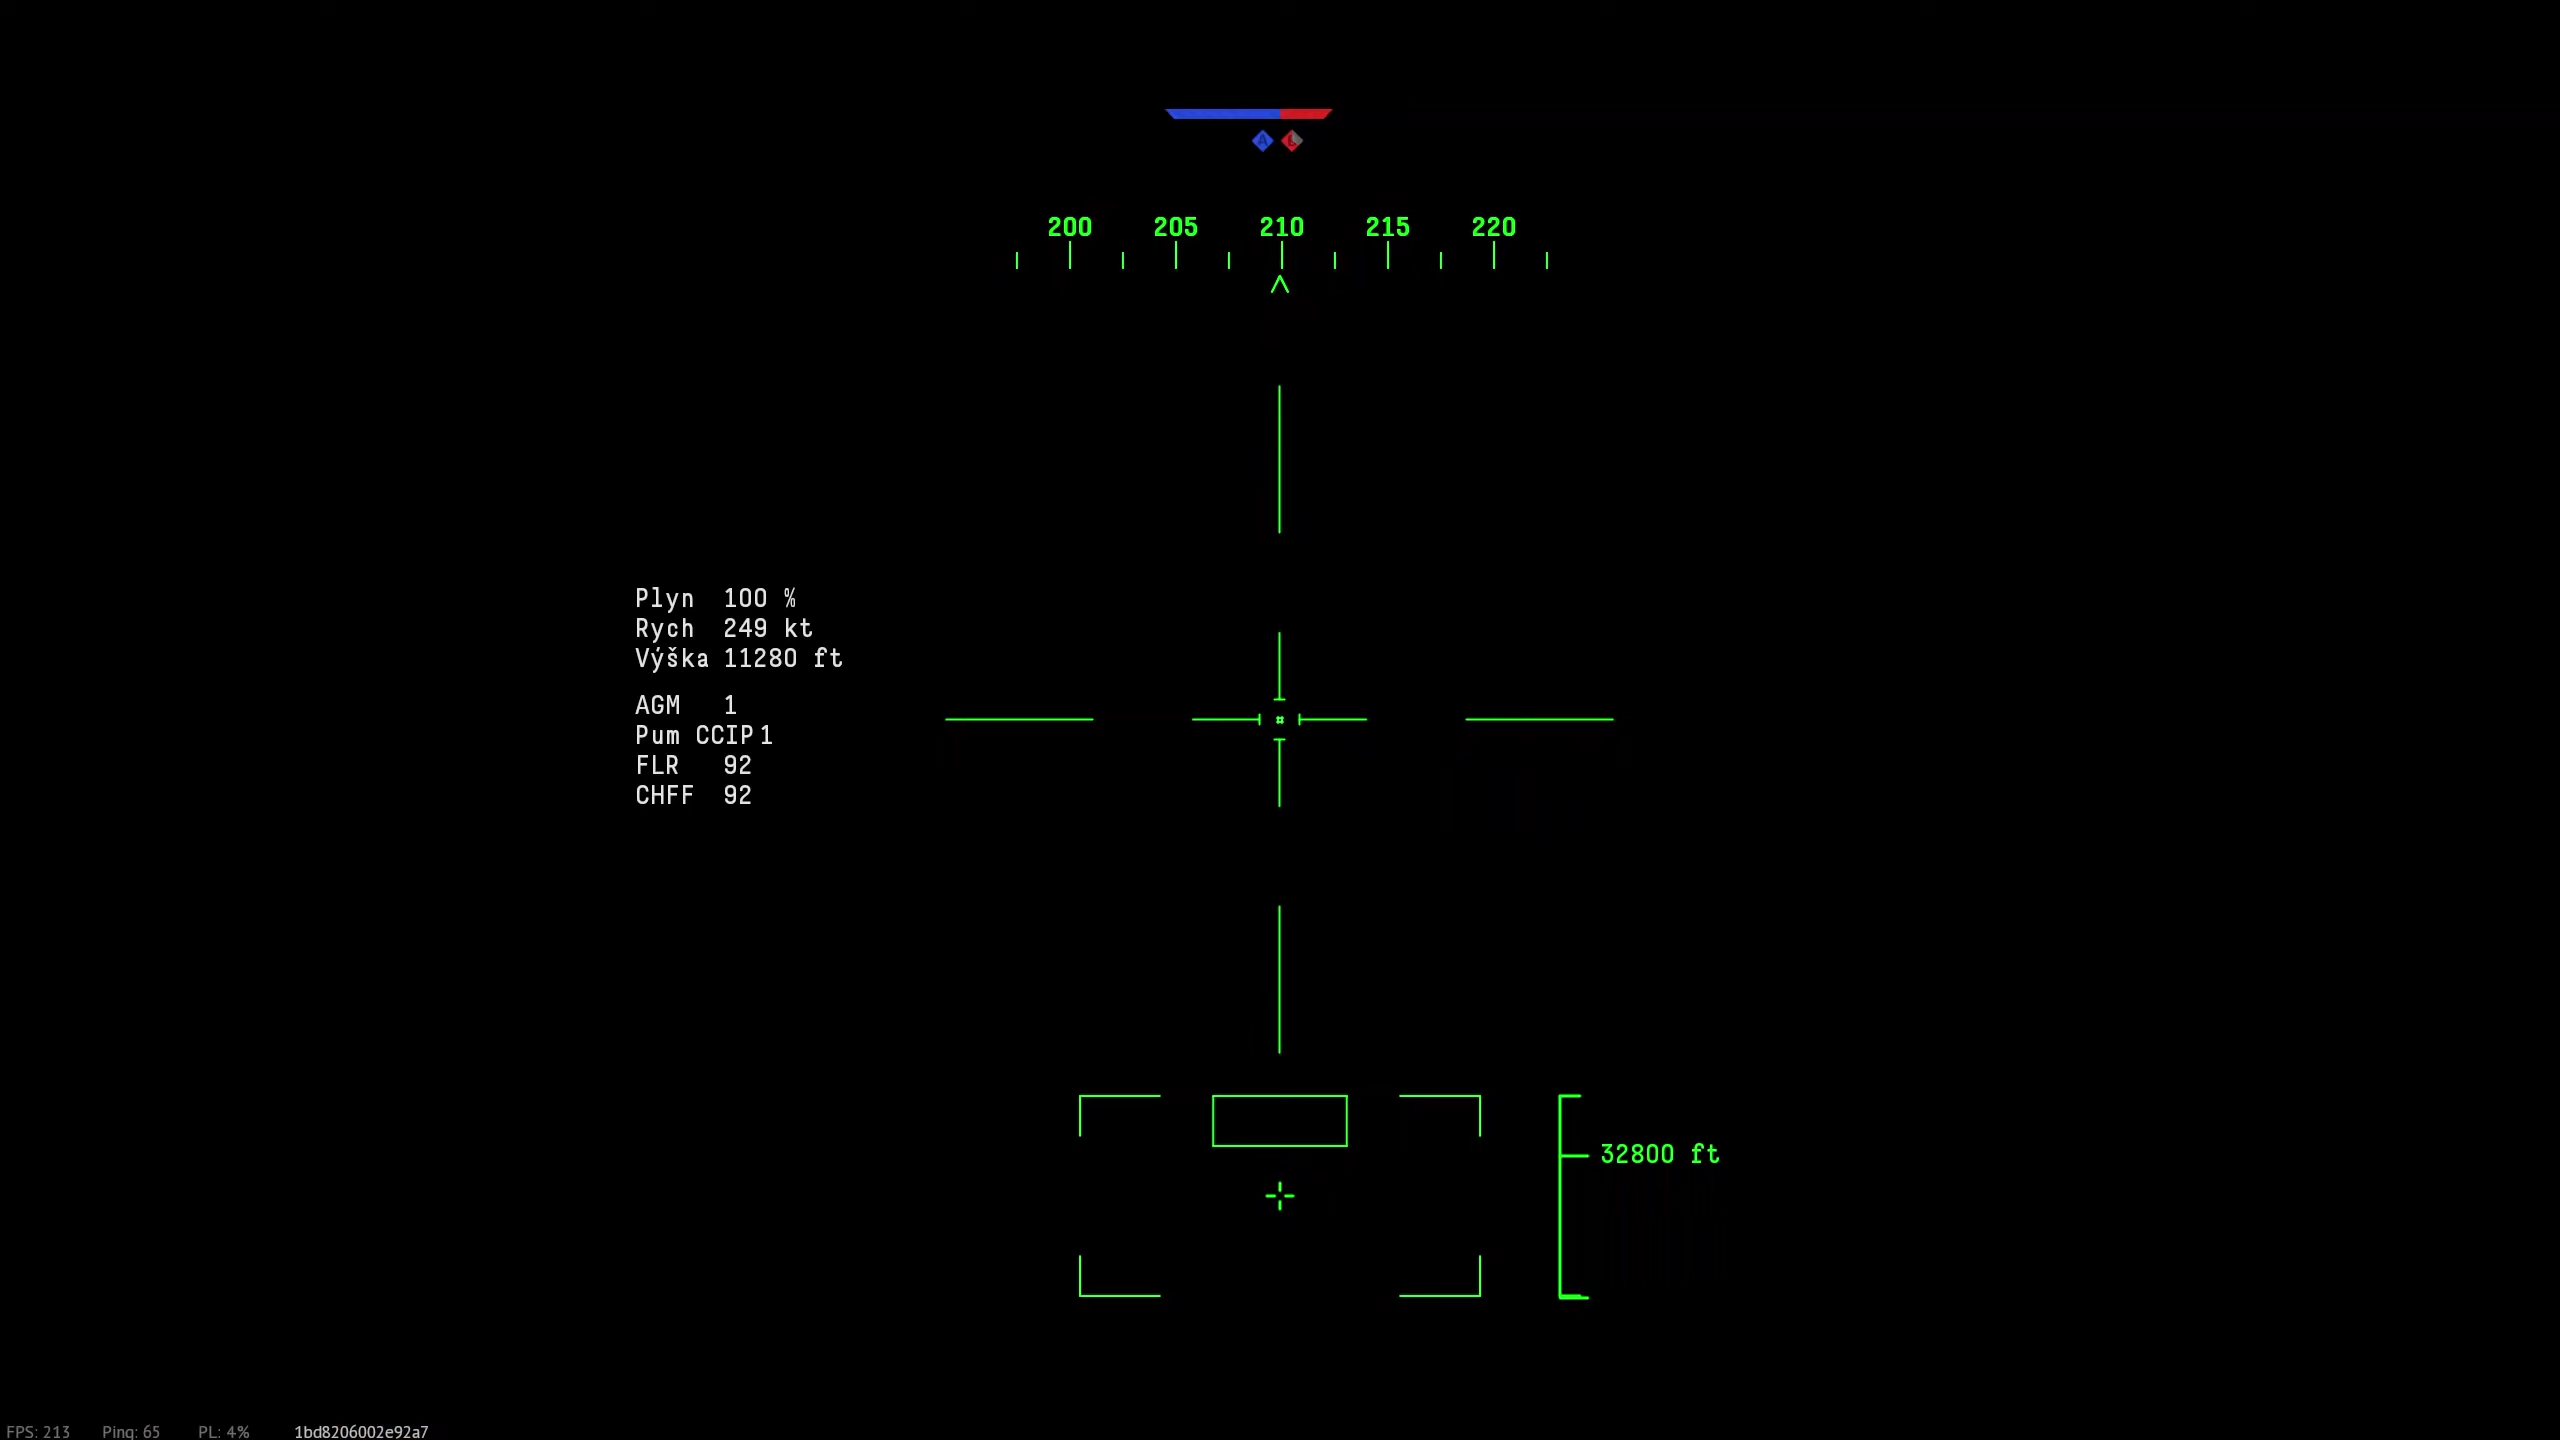 A
200 205 210 215 220
Plyn 100 %
Rych 249 kt
Výška 11280 ft
AGM 1
Pum CCIP 1
FLR 92
CHFF 92
32800 ft
FPS: 213 Ping: 65 PL: 4% 1bd8206002e92a7